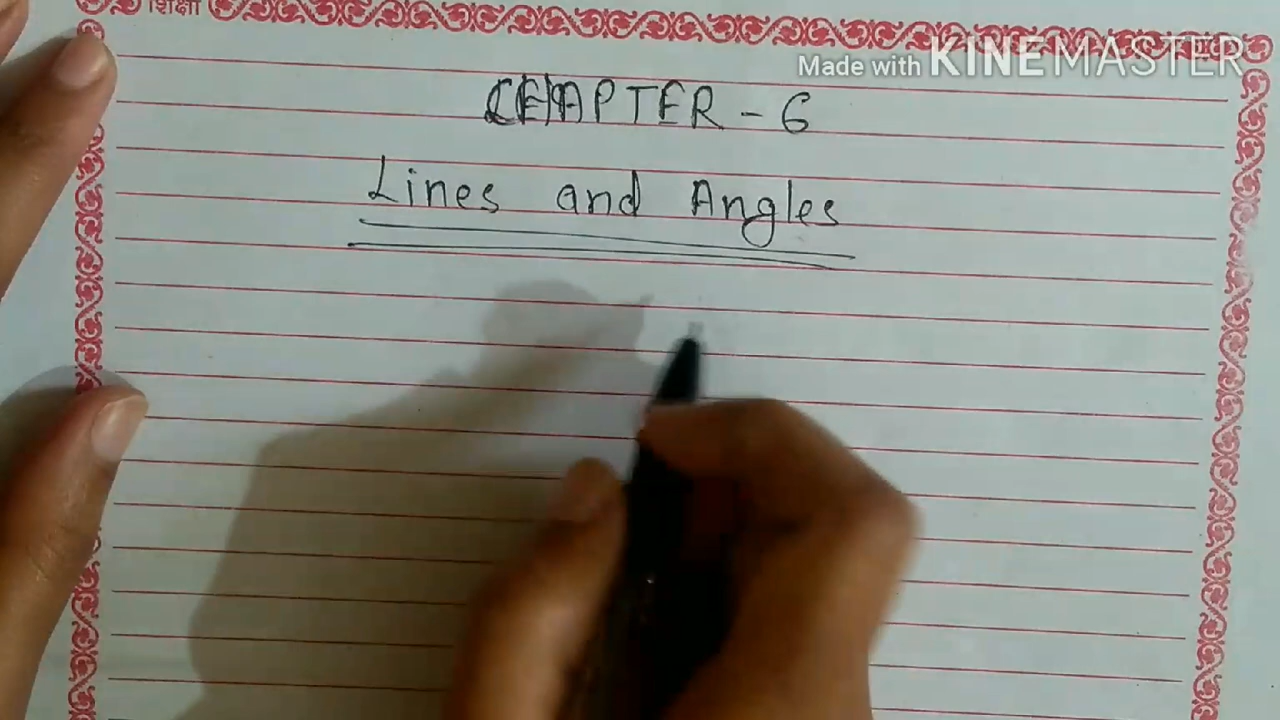 शिक्षा
Made with KINEMASTER
CHAPTER - 6
Lines and Angles